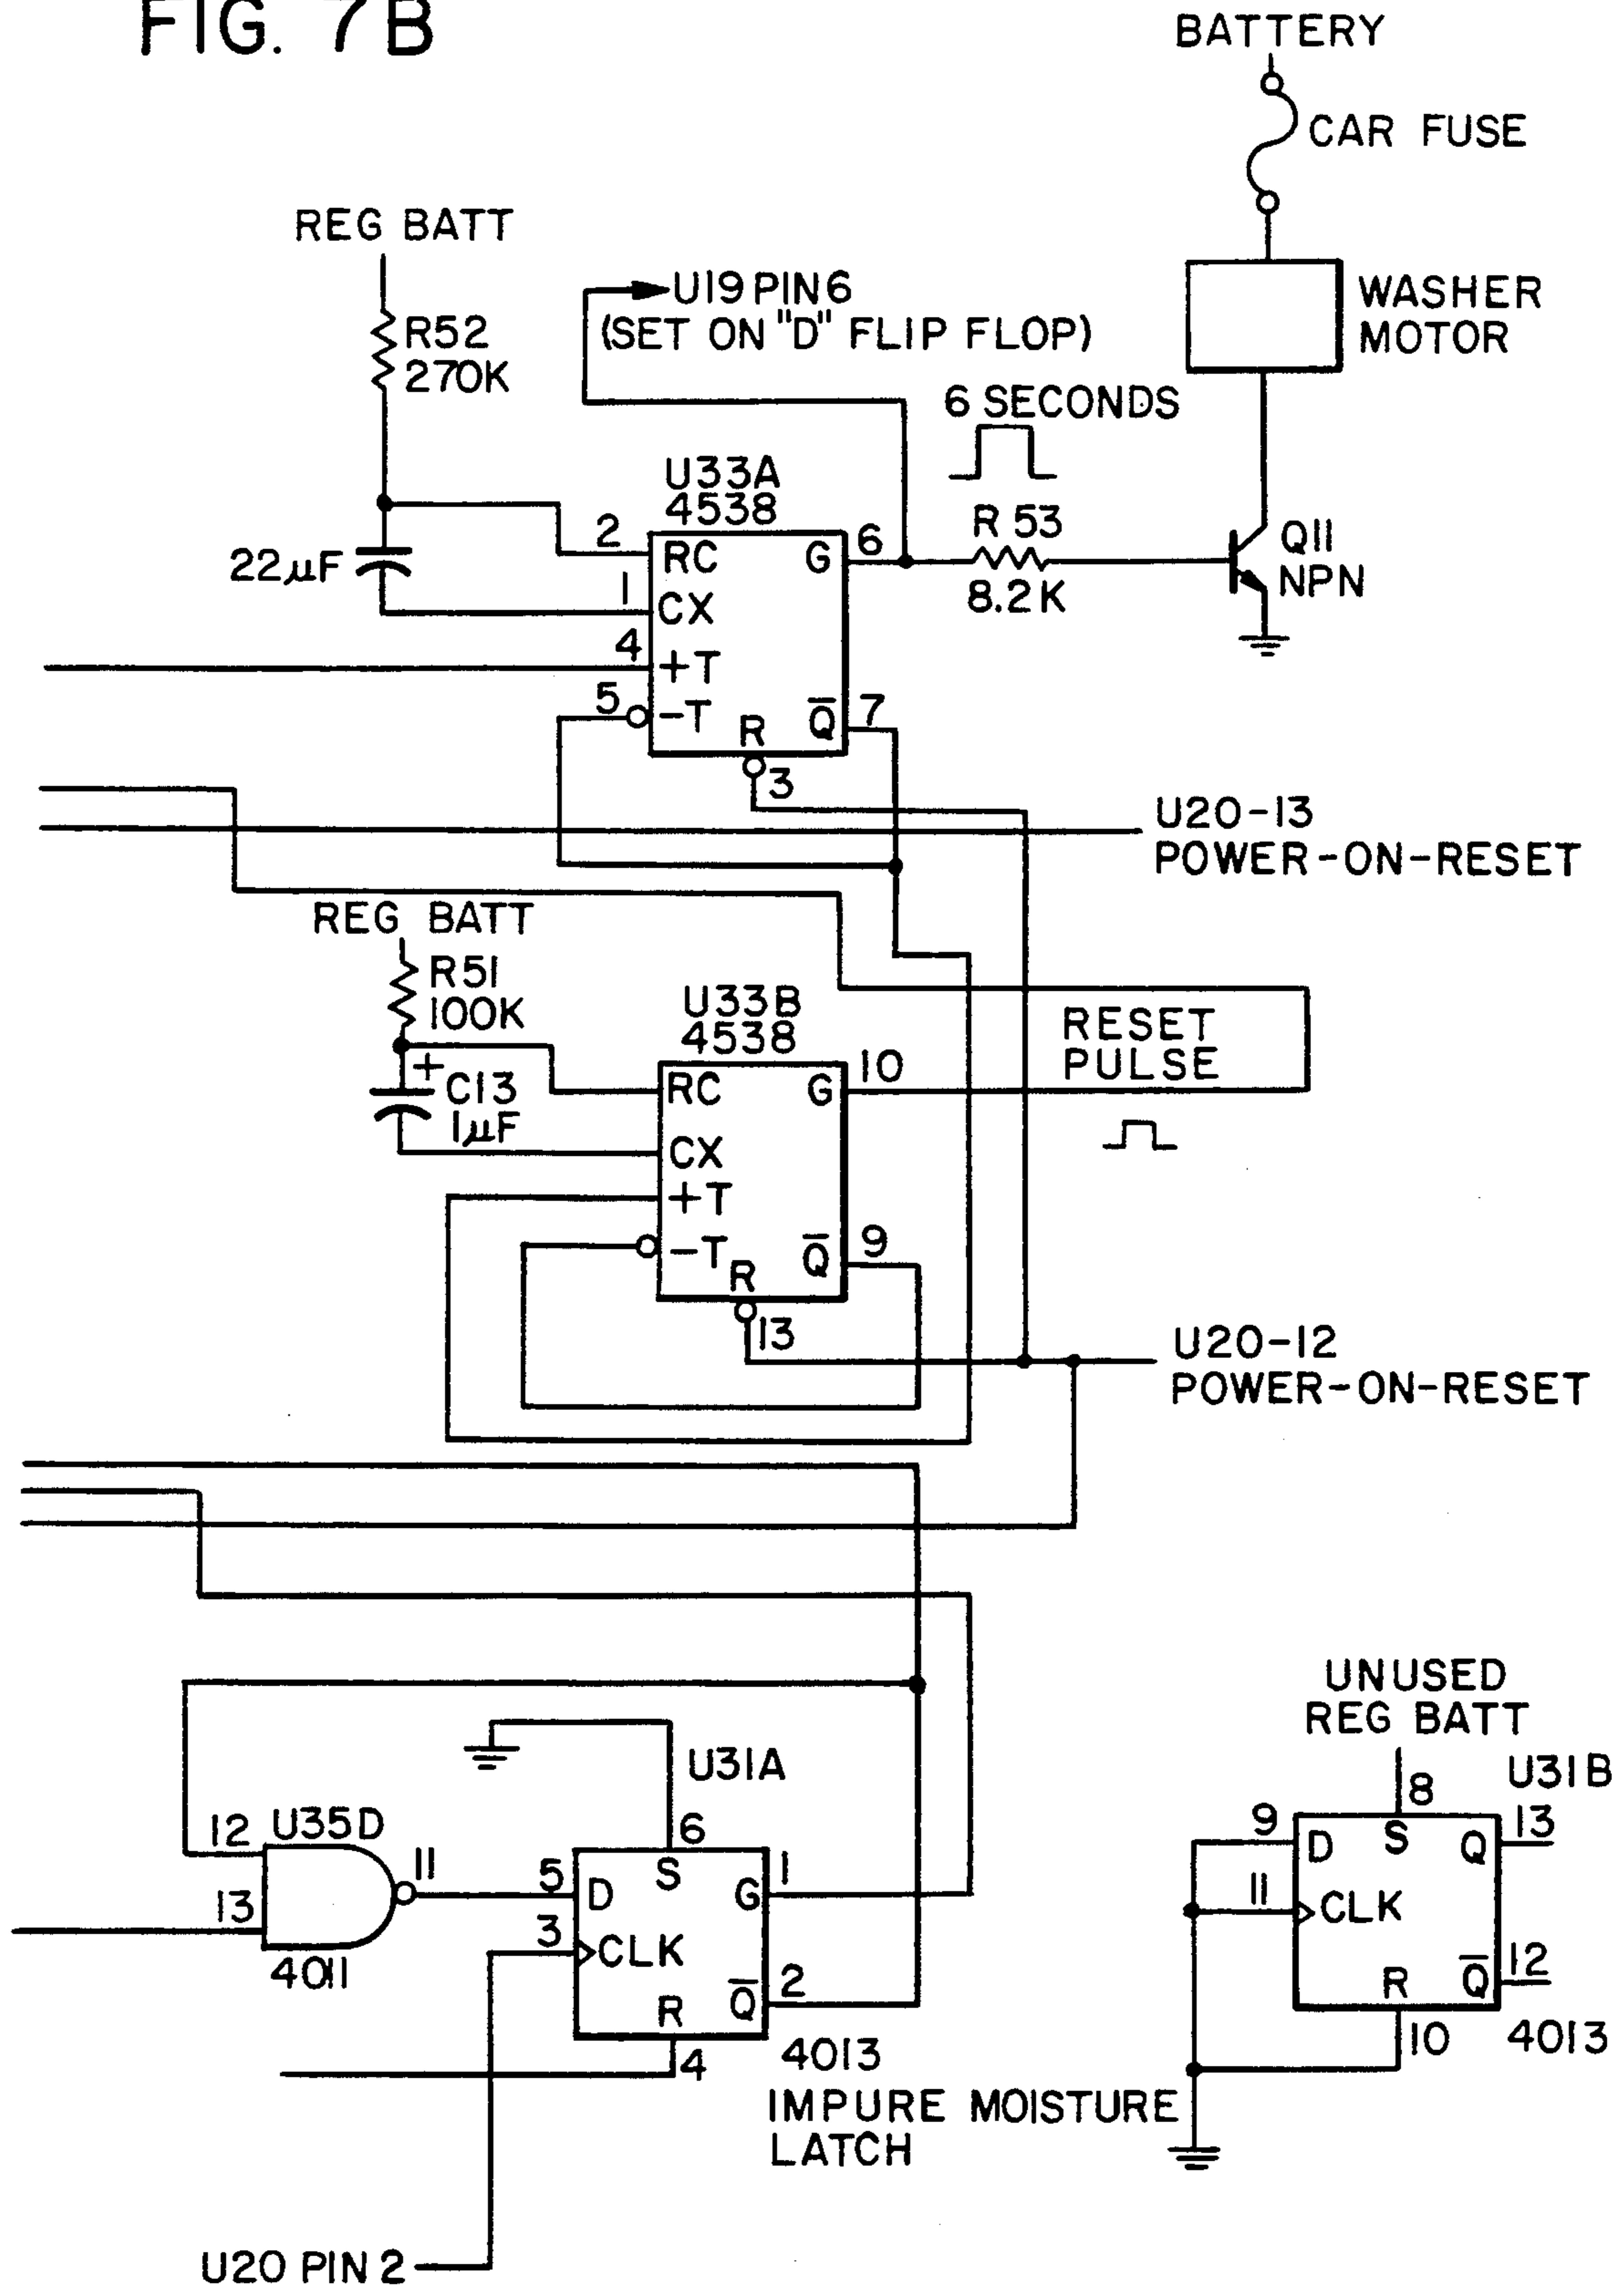 FIG. 7B
BATTERY
CAR FUSE
REG BATT
U19 PIN 6
(SET ON "D" FLIP FLOP)
WASHER
MOTOR
R52
270K
6 SECONDS
U33A
4538
R 53
8.2K
Q11
NPN
22μF
2
RC
G
6
1
CX
4
+T
5
-T
R
Q̅
7
3
U20-13
POWER-ON-RESET
REG BATT
R51
100K
U33B
4538
RESET
PULSE
+
C13
1μF
RC
G
10
CX
+T
-T
R
Q̅
9
13
U20-12
POWER-ON-RESET
UNUSED
REG BATT
U31A
U31B
8
U35D
12
13
11
4011
6
S
5
D
G
1
3
CLK
R
Q̅
2
4
4013
IMPURE MOISTURE
LATCH
9
D
S
Q
13
11
CLK
R
Q̅
12
10
4013
U20 PIN 2